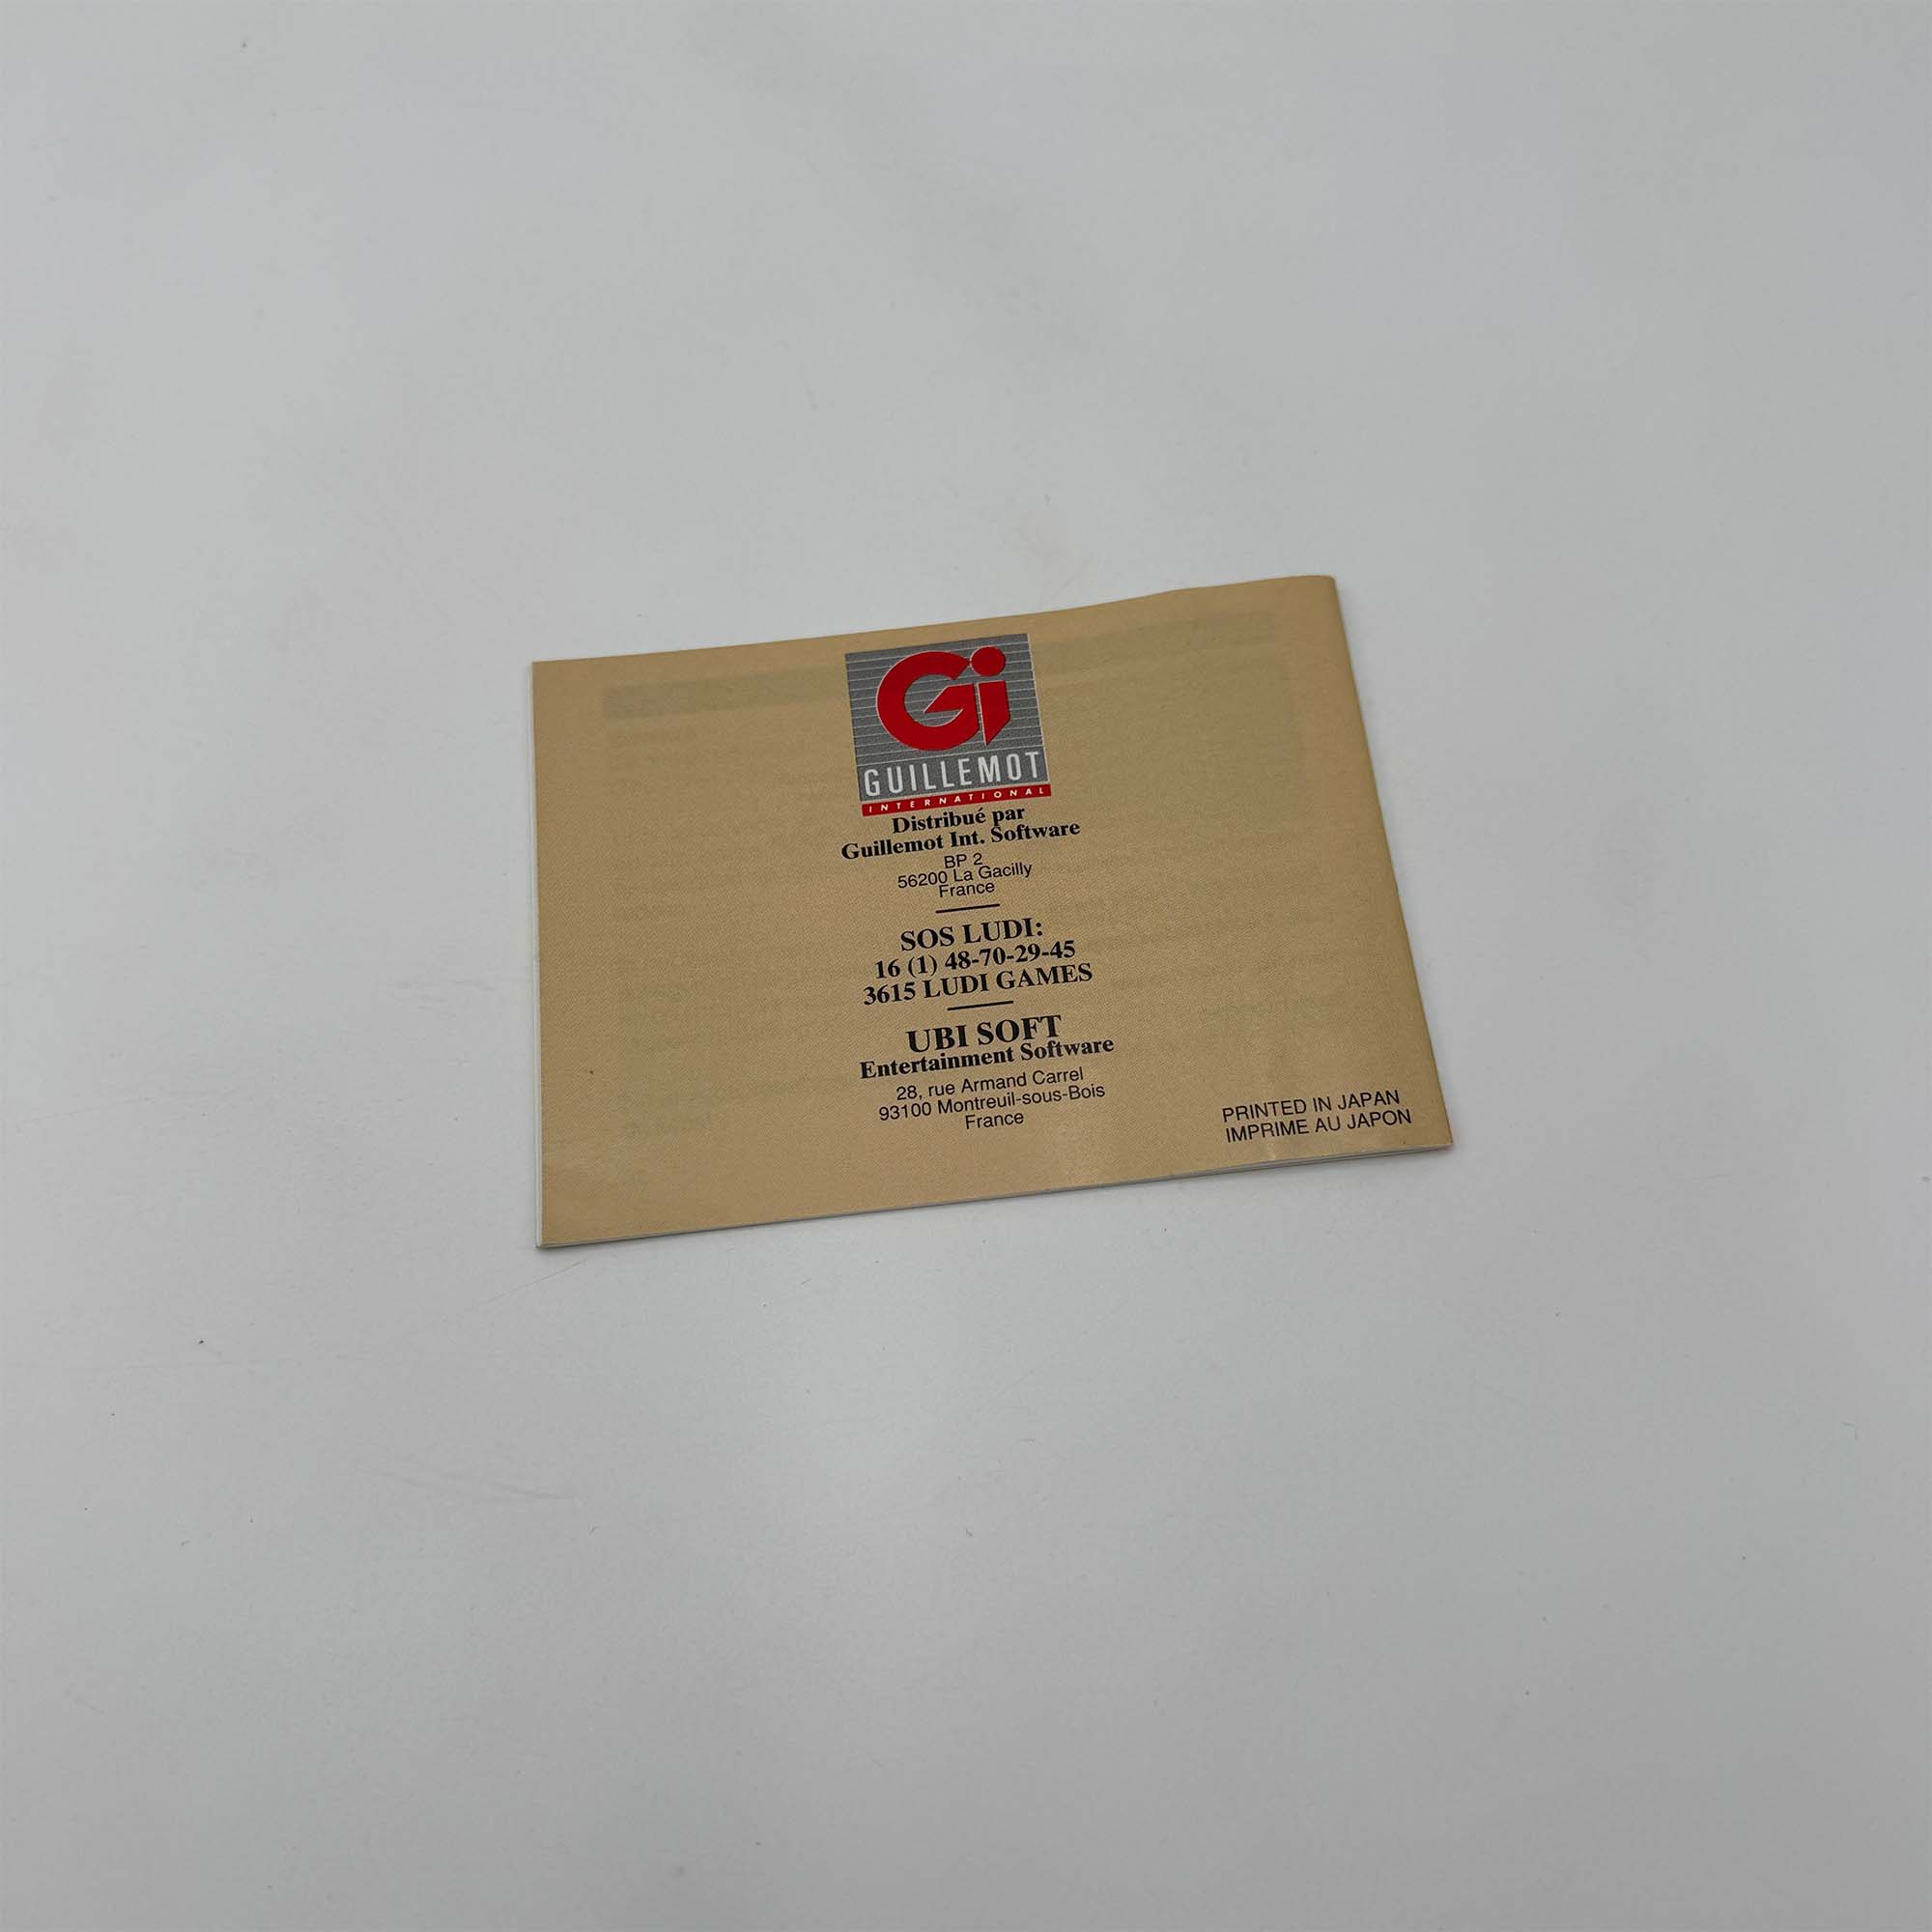 Gi
GUILLEMOT
INTERNATIONAL
Distribué par
Guillemot Int. Software
BP 2
56200 La Gacilly
France
SOS LUDI:
16 (1) 48-70-29-45
3615 LUDI GAMES
UBI SOFT
Entertainment Software
28, rue Armand Carrel
93100 Montreuil-sous-Bois
France
PRINTED IN JAPAN
IMPRIME AU JAPON